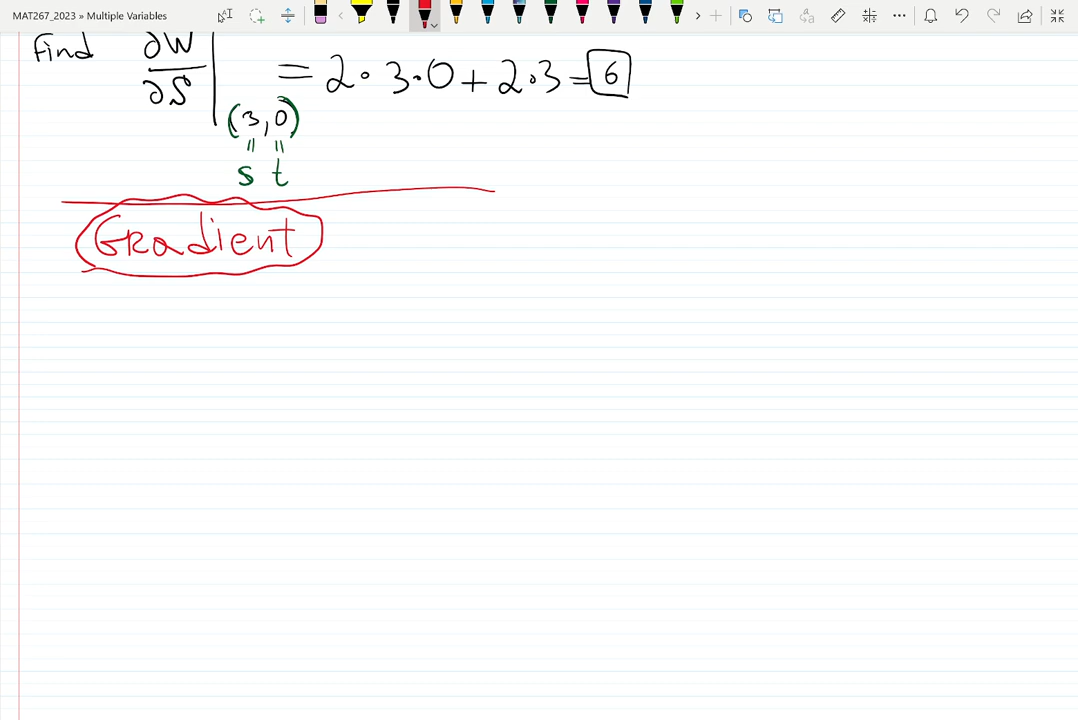 MAT267_2023 » Multiple Variables
Find ∂W/∂S |(3,0) = 2·3·0+2·3=6
" "
s t
Gradient